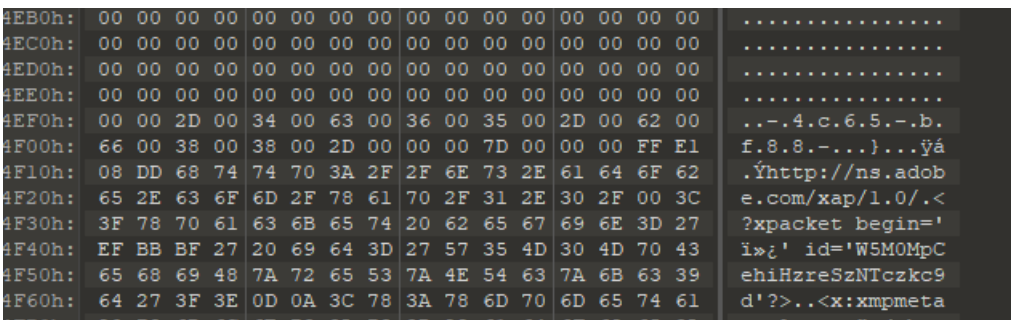 4EB0h: 00 00 00 00 00 00 00 00 00 00 00 00 00 00 00 00 ................
4EC0h: 00 00 00 00 00 00 00 00 00 00 00 00 00 00 00 00 ................
4ED0h: 00 00 00 00 00 00 00 00 00 00 00 00 00 00 00 00 ................
4EE0h: 00 00 00 00 00 00 00 00 00 00 00 00 00 00 00 00 ................
4EF0h: 00 00 2D 00 34 00 63 00 36 00 35 00 2D 00 62 00 ..-.4.c.6.5.-.b.
4F00h: 66 00 38 00 38 00 2D 00 00 00 7D 00 00 00 FF E1 f.8.8.-...}...ÿá
4F10h: 08 DD 68 74 74 70 3A 2F 2F 6E 73 2E 61 64 6F 62 .Ýhttp://ns.adob
4F20h: 65 2E 63 6F 6D 2F 78 61 70 2F 31 2E 30 2F 00 3C e.com/xap/1.0/.<
4F30h: 3F 78 70 61 63 6B 65 74 20 62 65 67 69 6E 3D 27 ?xpacket begin='
4F40h: EF BB BF 27 20 69 64 3D 27 57 35 4D 30 4D 70 43 ï»¿' id='W5M0MpC
4F50h: 65 68 69 48 7A 72 65 53 7A 4E 54 63 7A 6B 63 39 ehiHzreSzNTczkc9
4F60h: 64 27 3F 3E 0D 0A 3C 78 3A 78 6D 70 6D 65 74 61 d'?>..<x:xmpmeta